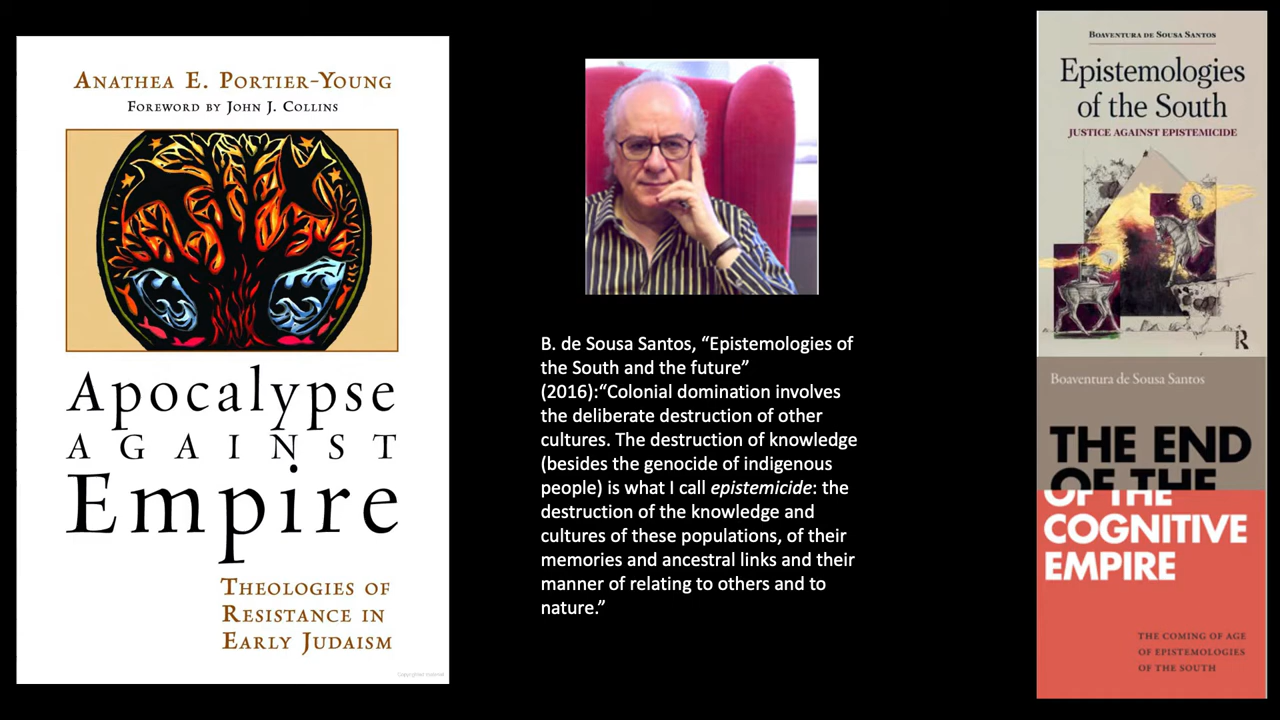 ANATHEA E. PORTIER-YOUNG
FOREWORD BY JOHN J. COLLINS
Apocalypse
AGAINST
Empire
THEOLOGIES OF
RESISTANCE IN
EARLY JUDAISM
Copyrighted material
B. de Sousa Santos, “Epistemologies of
the South and the future”
(2016):“Colonial domination involves
the deliberate destruction of other
cultures. The destruction of knowledge
(besides the genocide of indigenous
people) is what I call epistemicide: the
destruction of the knowledge and
cultures of these populations, of their
memories and ancestral links and their
manner of relating to others and to
nature.”
BOAVENTURA DE SOUSA SANTOS
Epistemologies
of the South
JUSTICE AGAINST EPISTEMICIDE
R
Boaventura de Sousa Santos
THE END
OF THE
COGNITIVE
EMPIRE
THE COMING OF AGE
OF EPISTEMOLOGIES
OF THE SOUTH